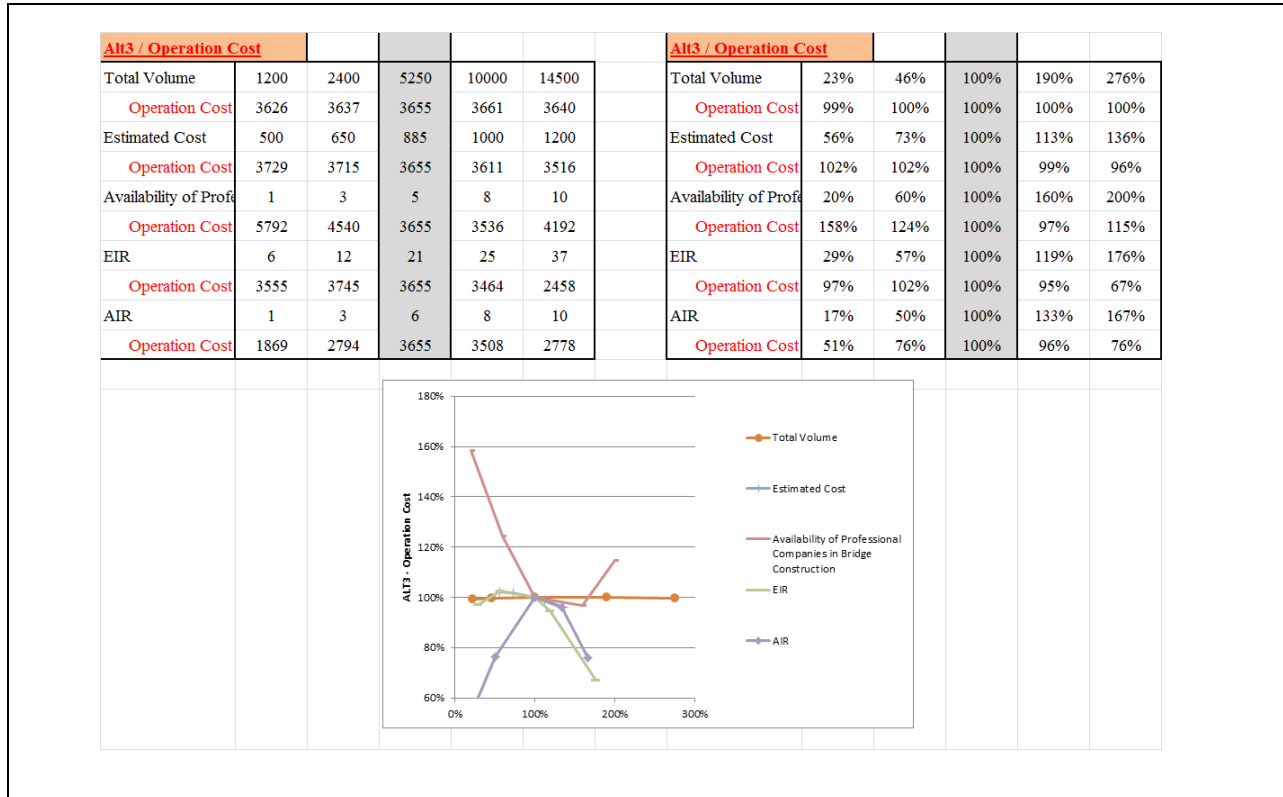 Alt3 / Operation Cost
Total Volume 1200 2400 5250 10000 14500
Operation Cost 3626 3637 3655 3661 3640
Estimated Cost 500 650 885 1000 1200
Operation Cost 3729 3715 3655 3611 3516
Availability of Profe 1 3 5 8 10
Operation Cost 5792 4540 3655 3536 4192
EIR 6 12 21 25 37
Operation Cost 3555 3745 3655 3464 2458
AIR 1 3 6 8 10
Operation Cost 1869 2794 3655 3508 2778
Alt3 / Operation Cost
Total Volume 23% 46% 100% 190% 276%
Operation Cost 99% 100% 100% 100% 100%
Estimated Cost 56% 73% 100% 113% 136%
Operation Cost 102% 102% 100% 99% 96%
Availability of Profe 20% 60% 100% 160% 200%
Operation Cost 158% 124% 100% 97% 115%
EIR 29% 57% 100% 119% 176%
Operation Cost 97% 102% 100% 95% 67%
AIR 17% 50% 100% 133% 167%
Operation Cost 51% 76% 100% 96% 76%
ALT3 - Operation Cost
180%
160%
140%
120%
100%
80%
60%
0% 100% 200% 300%
Total Volume
Estimated Cost
Availability of Professional
Companies in Bridge
Construction
EIR
AIR